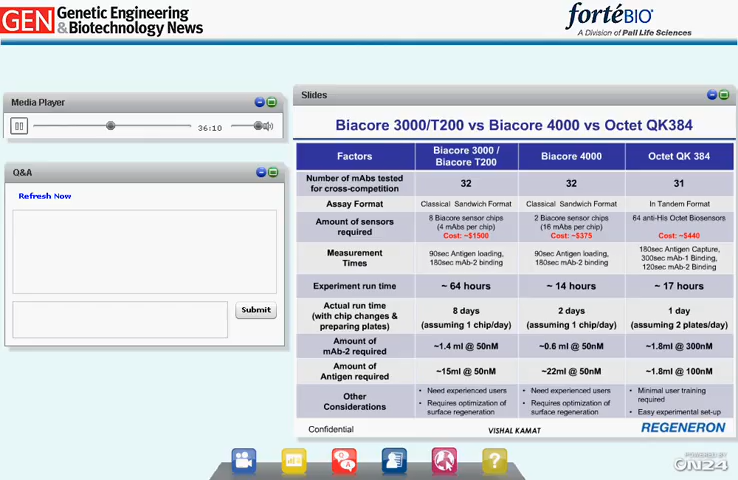 GEN Genetic Engineering
& Biotechnology News
fortéBIO®
A Division of Pall Life Sciences
Media Player
36:10
Q&A
Refresh Now
Submit
Slides
Biacore 3000/T200 vs Biacore 4000 vs Octet QK384
Factors
Biacore 3000 /
Biacore T200
Biacore 4000
Octet QK 384
Number of mAbs tested
for cross-competition
32
32
31
Assay Format
Classical Sandwich Format
Classical Sandwich Format
In Tandem Format
Amount of sensors
required
8 Biacore sensor chips
(4 mAbs per chip)
Cost: ~$1500
2 Biacore sensor chips
(16 mAbs per chip)
Cost: ~$375
64 anti-His Octet Biosensors
Cost: ~$440
Measurement
Times
90sec Antigen loading,
180sec mAb-2 binding
90sec Antigen loading,
180sec mAb-2 binding
180sec Antigen Capture,
300sec mAb-1 Binding,
120sec mAb-2 Binding
Experiment run time
~ 64 hours
~ 14 hours
~ 17 hours
Actual run time
(with chip changes &
preparing plates)
8 days
(assuming 1 chip/day)
2 days
(assuming 1 chip/day)
1 day
(assuming 2 plates/day)
Amount of
mAb-2 required
~1.4 ml @ 50nM
~0.6 ml @ 50nM
~1.8ml @ 300nM
Amount of
Antigen required
~15ml @ 50nM
~22ml @ 50nM
~1.8ml @ 100nM
Other
Considerations
• Need experienced users
• Requires optimization of
surface regeneration
• Need experienced users
• Requires optimization of
surface regeneration
• Minimal user training
required
• Easy experimental set-up
Confidential
VISHAL KAMAT
REGENERON
Q
A
?
POWERED BY
ON24